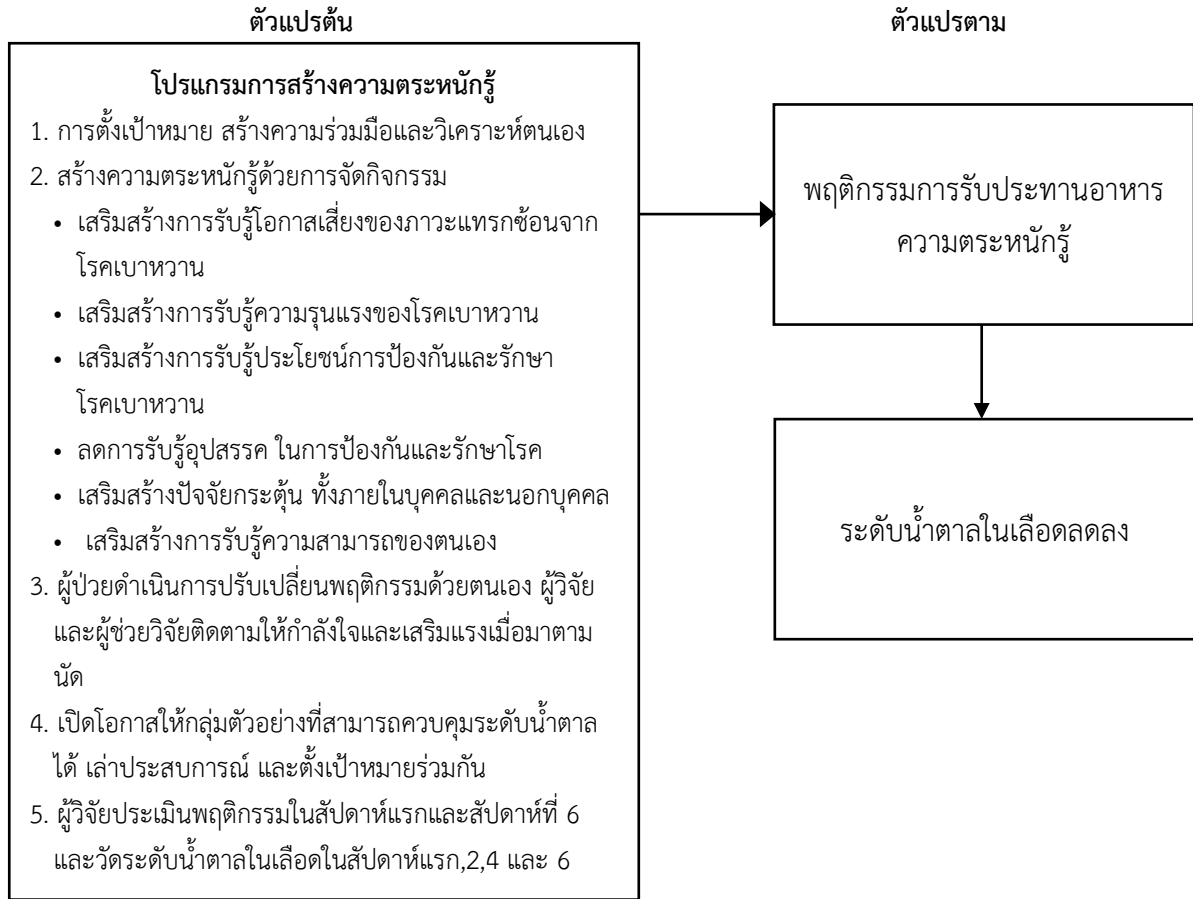 ตัวแปรต้น
ตัวแปรตาม
โปรแกรมการสร้างความตระหนักรู้
1. การตั้งเป้าหมาย สร้างความร่วมมือและวิเคราะห์ตนเอง
2. สร้างความตระหนักรู้ด้วยการจัดกิจกรรม
• เสริมสร้างการรับรู้โอกาสเสี่ยงของภาวะแทรกซ้อนจาก
โรคเบาหวาน
• เสริมสร้างการรับรู้ความรุนแรงของโรคเบาหวาน
• เสริมสร้างการรับรู้ประโยชน์การป้องกันและรักษา
โรคเบาหวาน
• ลดการรับรู้อุปสรรค ในการป้องกันและรักษาโรค
• เสริมสร้างปัจจัยกระตุ้น ทั้งภายในบุคคลและนอกบุคคล
• เสริมสร้างการรับรู้ความสามารถของตนเอง
3. ผู้ป่วยดำเนินการปรับเปลี่ยนพฤติกรรมด้วยตนเอง ผู้วิจัย
และผู้ช่วยวิจัยติดตามให้กำลังใจและเสริมแรงเมื่อมาตาม
นัด
4. เปิดโอกาสให้กลุ่มตัวอย่างที่สามารถควบคุมระดับน้ำตาล
ได้ เล่าประสบการณ์ และตั้งเป้าหมายร่วมกัน
5. ผู้วิจัยประเมินพฤติกรรมในสัปดาห์แรกและสัปดาห์ที่ 6
และวัดระดับน้ำตาลในเลือดในสัปดาห์แรก,2,4 และ 6
พฤติกรรมการรับประทานอาหาร
ความตระหนักรู้
ระดับน้ำตาลในเลือดลดลง